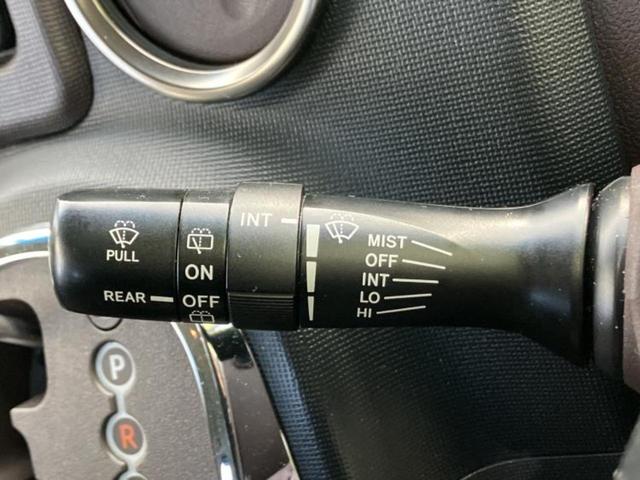 PULL
REAR
ON
OFF
INT
MIST
OFF
INT
LO
HI
P
R